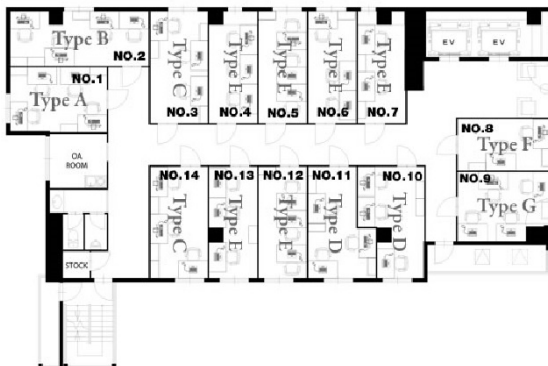 Type B
NO.2
NO.1
Type A
Type C
NO.3
Type E
NO.4
Type E
NO.5
Type E
NO.6
Type E
NO.7
EV
EV
NO.8
Type F
NO.9
Type G
OA
ROOM
STOCK
NO.14
Type C
NO.13
Type E
NO.12
Type E
NO.11
Type D
NO.10
Type D